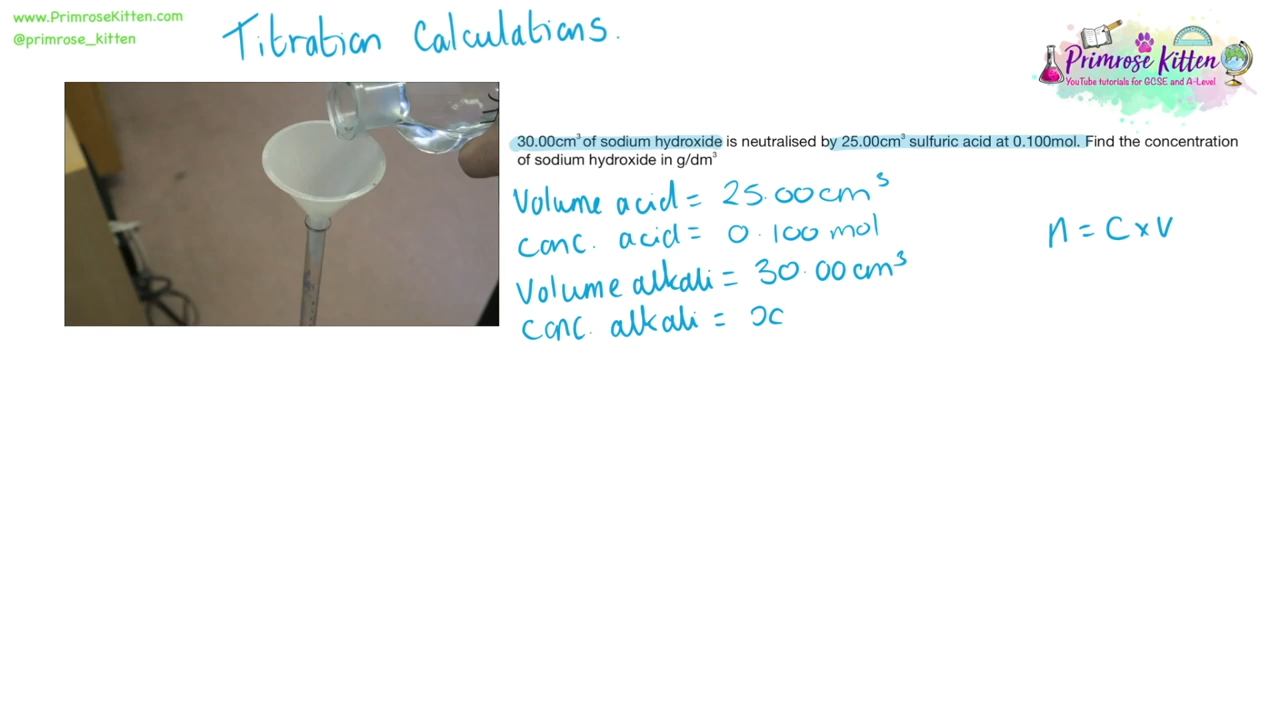 www.PrimroseKitten.com
@primrose_kitten
Titration Calculations.
Primrose Kitten
YouTube tutorials for GCSE and A-Level
30.00cm³ of sodium hydroxide is neutralised by 25.00cm³ sulfuric acid at 0.100mol. Find the concentration
of sodium hydroxide in g/dm³
Volume acid = 25.00cm³
conc. acid = 0.100 mol
n = c x v
Volume alkali = 30.00cm³
conc. alkali = x